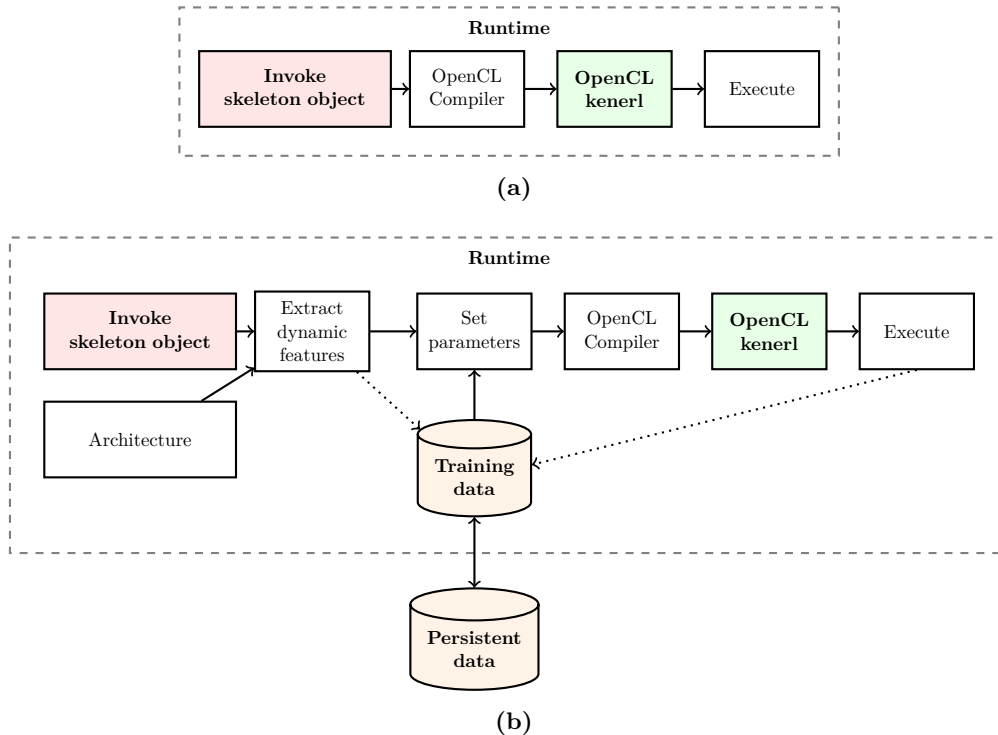 Runtime
Invoke
skeleton object
OpenCL
Compiler
OpenCL
kenerl
Execute
(a)
Runtime
Invoke
skeleton object
Extract
dynamic
features
Set
parameters
OpenCL
Compiler
OpenCL
kenerl
Execute
Architecture
Training
data
Persistent
data
(b)